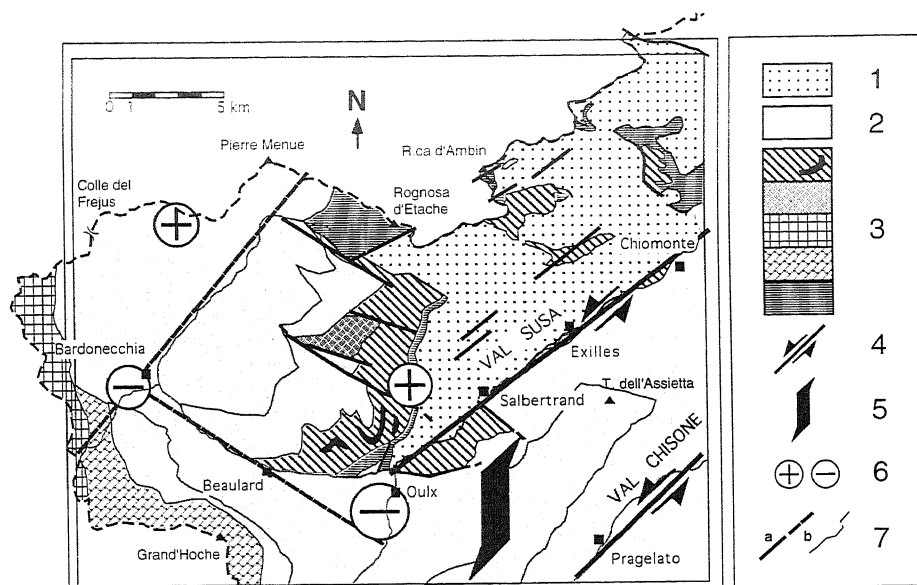 N
0 1 5 km
Pierre Menue
R.ca d'Ambin
Colle del
Frejus
Rognosa
d'Etache
Chiomonte
VAL SUSA
Bardonecchia
Exilles
T. dell'Assietta
Salbertrand
VAL CHISONE
Beaulard
Oulx
Grand'Hoche
Pragelato
1
2
3
4
5
6
a b 7